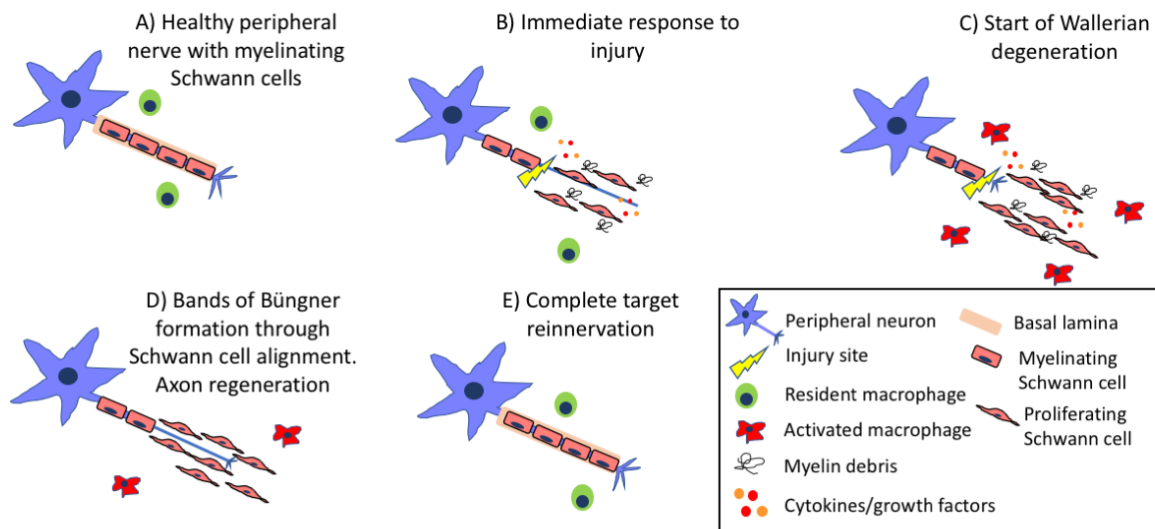 A) Healthy peripheral
nerve with myelinating
Schwann cells
B) Immediate response to
injury
C) Start of Wallerian
degeneration
D) Bands of Büngner
formation through
Schwann cell alignment.
Axon regeneration
E) Complete target
reinnervation
Peripheral neuron
Injury site
Resident macrophage
Activated macrophage
Myelin debris
Cytokines/growth factors
Basal lamina
Myelinating
Schwann cell
Proliferating
Schwann cell